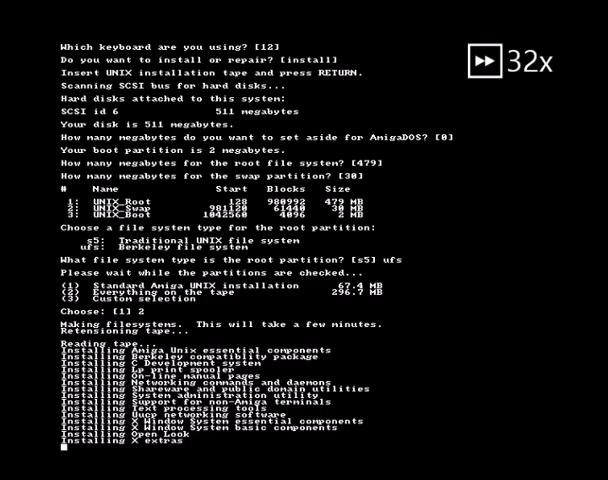 Which keyboard are you using? [12]
Do you want to install or repair? [install]
Insert UNIX installation tape and press RETURN.
Scanning SCSI bus for hard disks...
Hard disks attached to this system:
SCSI id 6 511 megabytes
Your disk is 511 megabytes.
How many megabytes do you want to set aside for AmigaDOS? [0]
Your boot partition is 2 megabytes.
How many megabytes for the root file system? [479]
How many megabytes for the swap partition? [30]
# Name Start Blocks Size
1: UNIX_Root 128 980992 479 MB
2: UNIX_Swap 981120 61440 30 MB
3: UNIX_Boot 1042560 4096 2 MB
Choose a file system type for the root partition:
s5: Traditional UNIX file system
ufs: Berkeley file system
What file system type is the root partition? [s5] ufs
Please wait while the partitions are checked...
(1) Standard Amiga UNIX installation 67.4 MB
(2) Everything on the tape 296.7 MB
(3) Custom selection
Choose: [1] 2
Making filesystems. This will take a few minutes.
Retensioning tape...
Reading tape...
Installing Amiga Unix essential components
Installing Berkeley compatiblity package
Installing C Development system
Installing Lp print spooler
Installing On-line manual pages
Installing Networking commands and daemons
Installing Shareware and public domain utilities
Installing System administration utility
Installing Support for non-Amiga terminals
Installing Text processing tools
Installing Uucp networking software
Installing X Window System essential components
Installing X Window System basic components
Installing Open Look
Installing X extras
32x